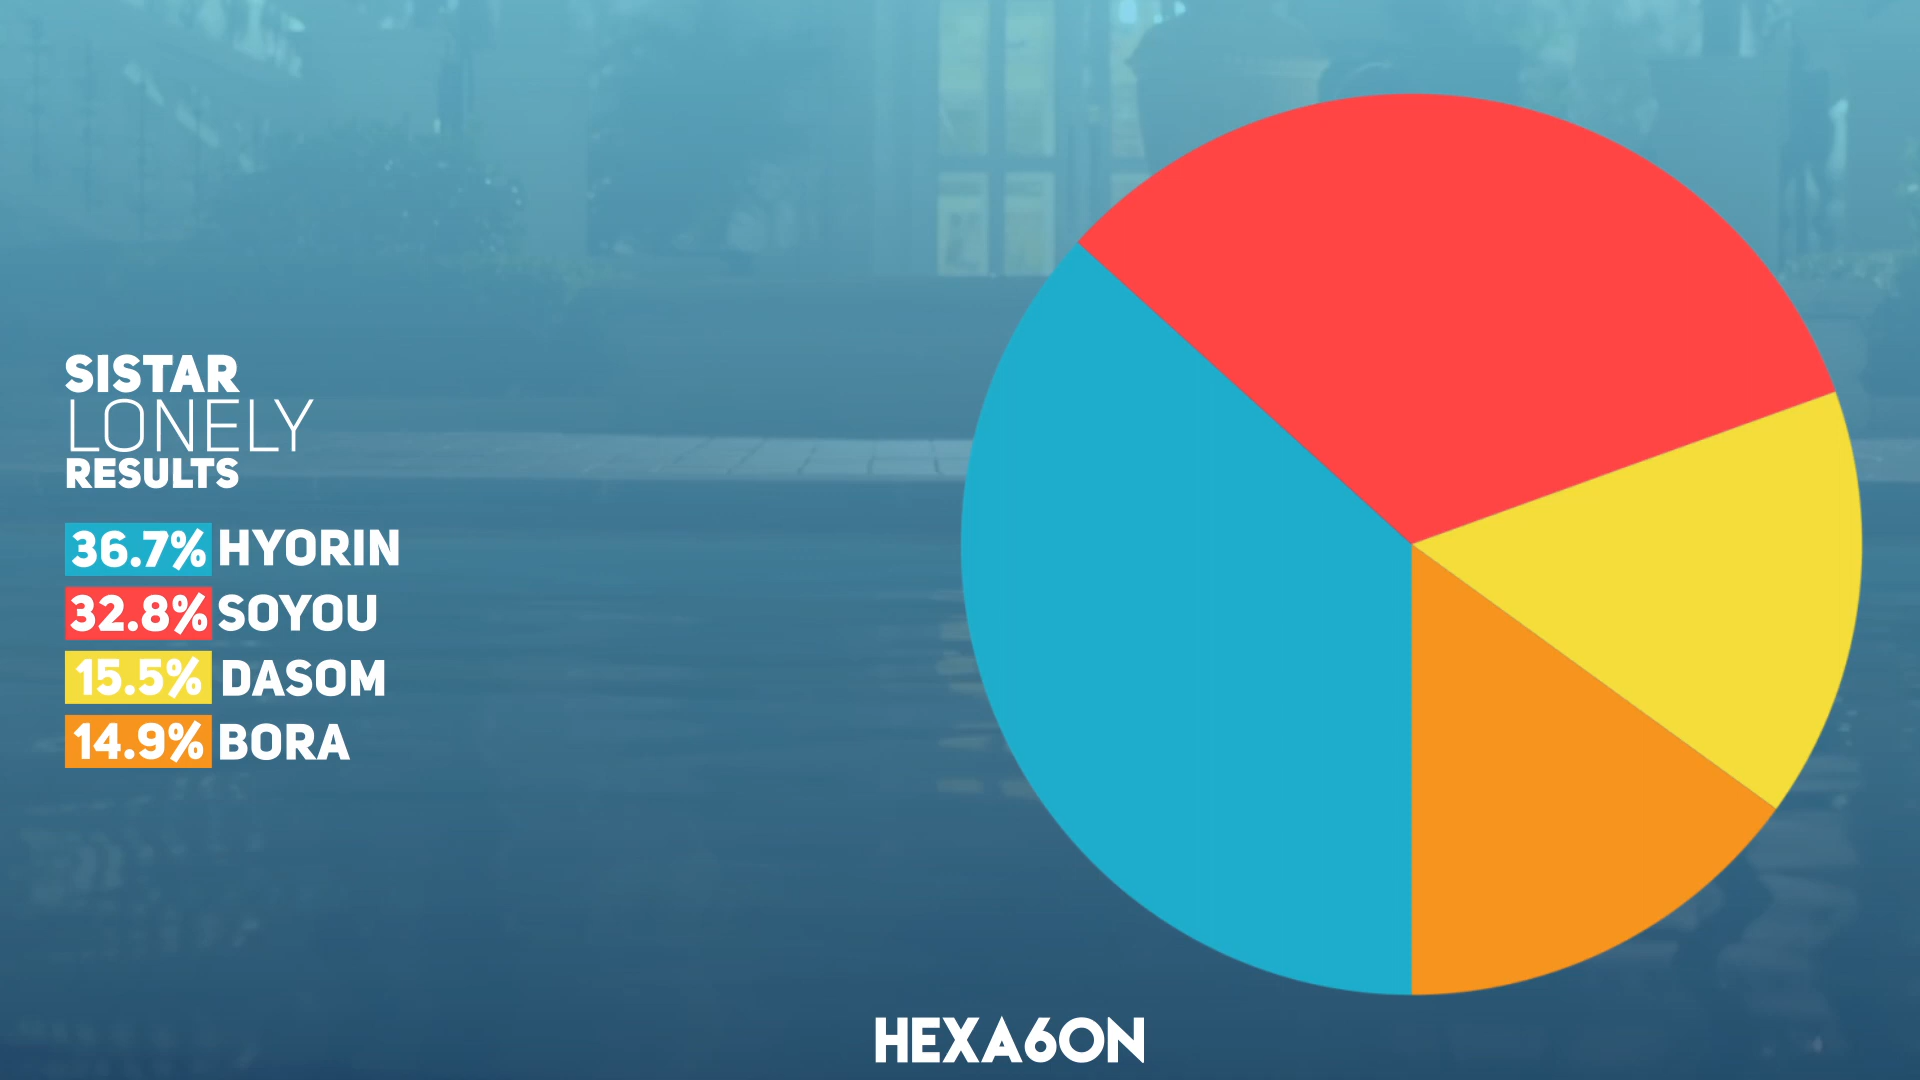 SISTAR
LONELY
RESULTS
36.7% HYORIN
32.8% SOYOU
15.5% DASOM
14.9% BORA
HEXA6ON